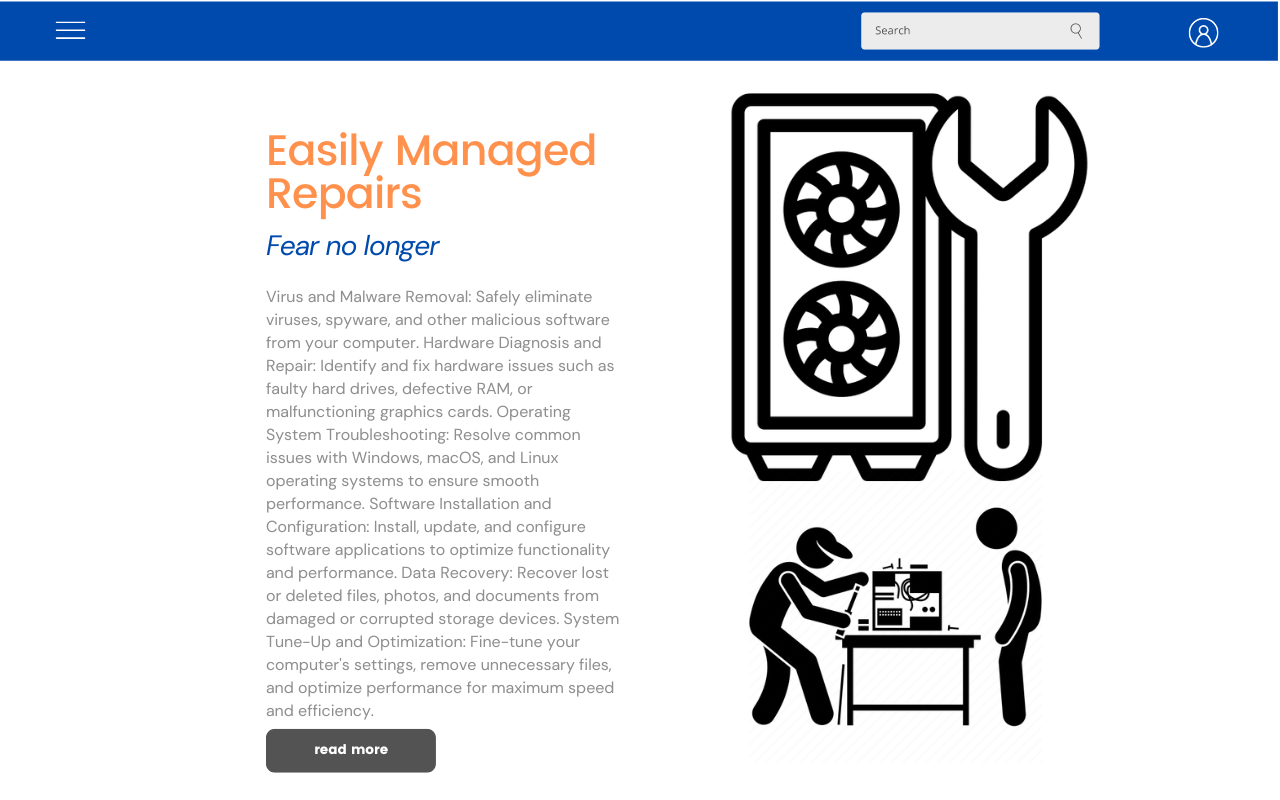 Search
Easily Managed
Repairs
Fear no longer
Virus and Malware Removal: Safely eliminate
viruses, spyware, and other malicious software
from your computer. Hardware Diagnosis and
Repair: Identify and fix hardware issues such as
faulty hard drives, defective RAM, or
malfunctioning graphics cards. Operating
System Troubleshooting: Resolve common
issues with Windows, macOS, and Linux
operating systems to ensure smooth
performance. Software Installation and
Configuration: Install, update, and configure
software applications to optimize functionality
and performance. Data Recovery: Recover lost
or deleted files, photos, and documents from
damaged or corrupted storage devices. System
Tune-Up and Optimization: Fine-tune your
computer's settings, remove unnecessary files,
and optimize performance for maximum speed
and efficiency.
read more